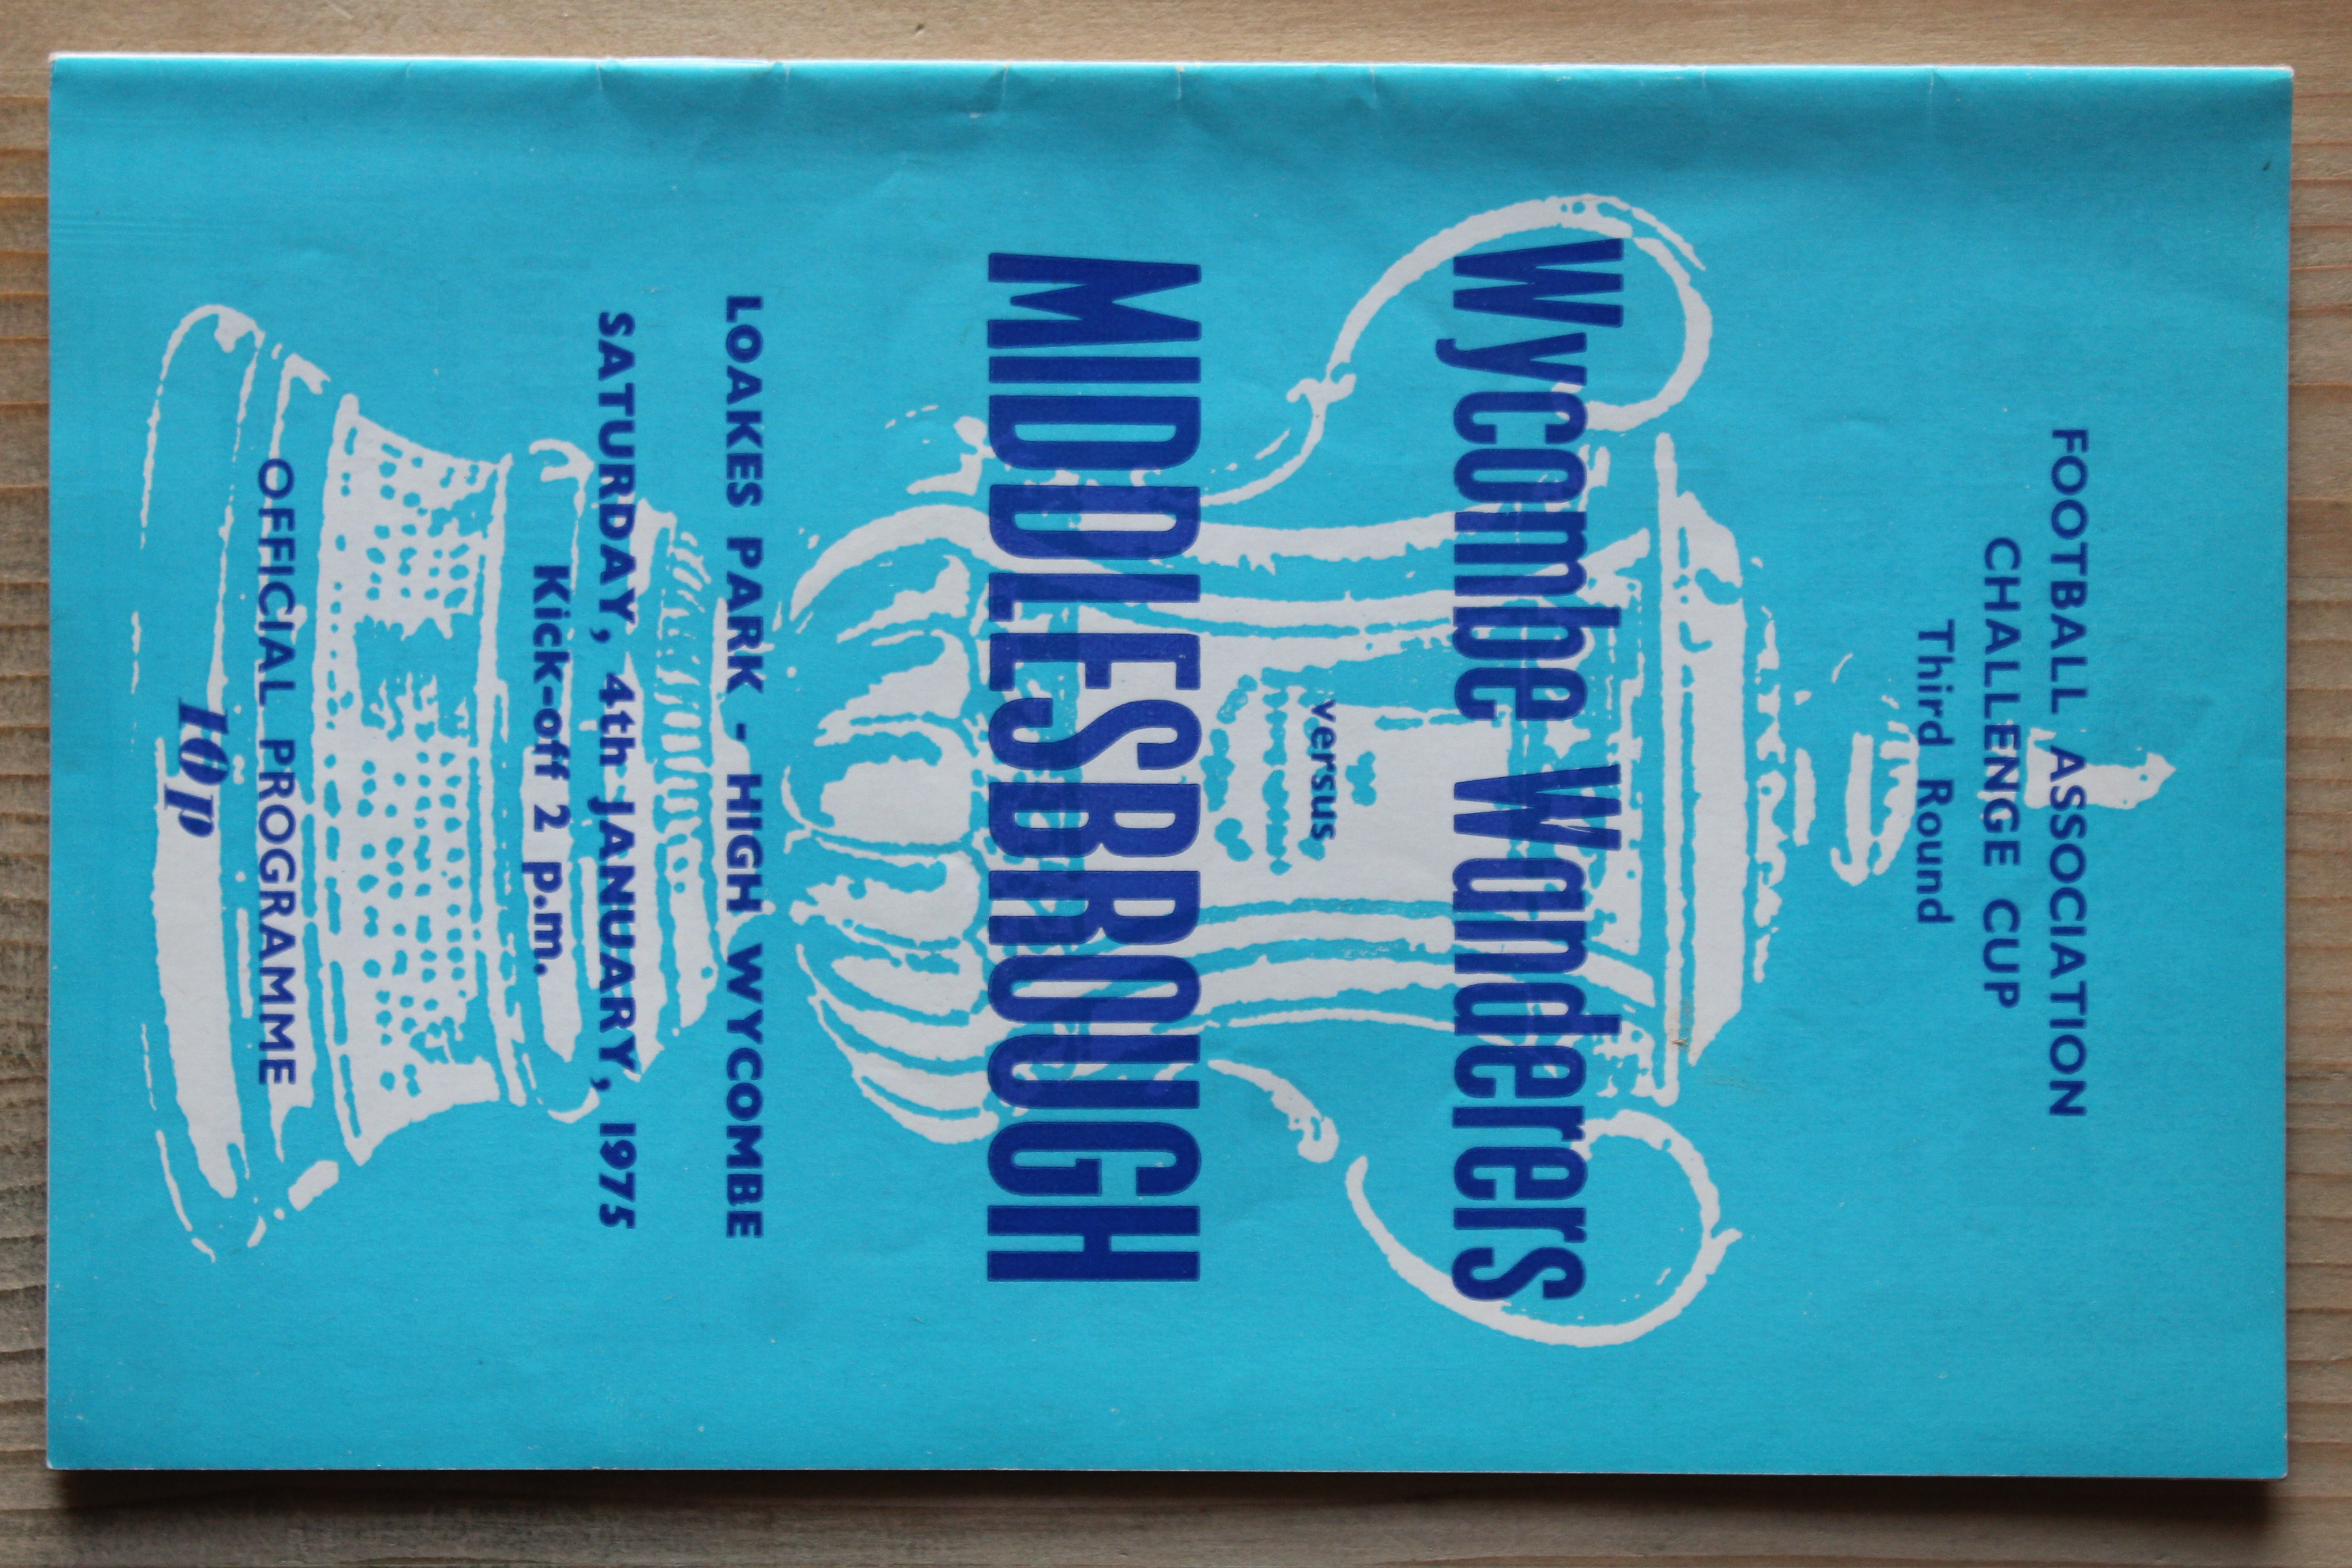 FOOTBALL ASSOCIATION
CHALLENGE CUP
Third Round
Wycombe Wanderers
versus
MIDDLESBROUGH
LOAKES PARK - HIGH WYCOMBE
SATURDAY, 4th JANUARY, 1975
Kick-off 2 p.m.
OFFICIAL PROGRAMME
10p